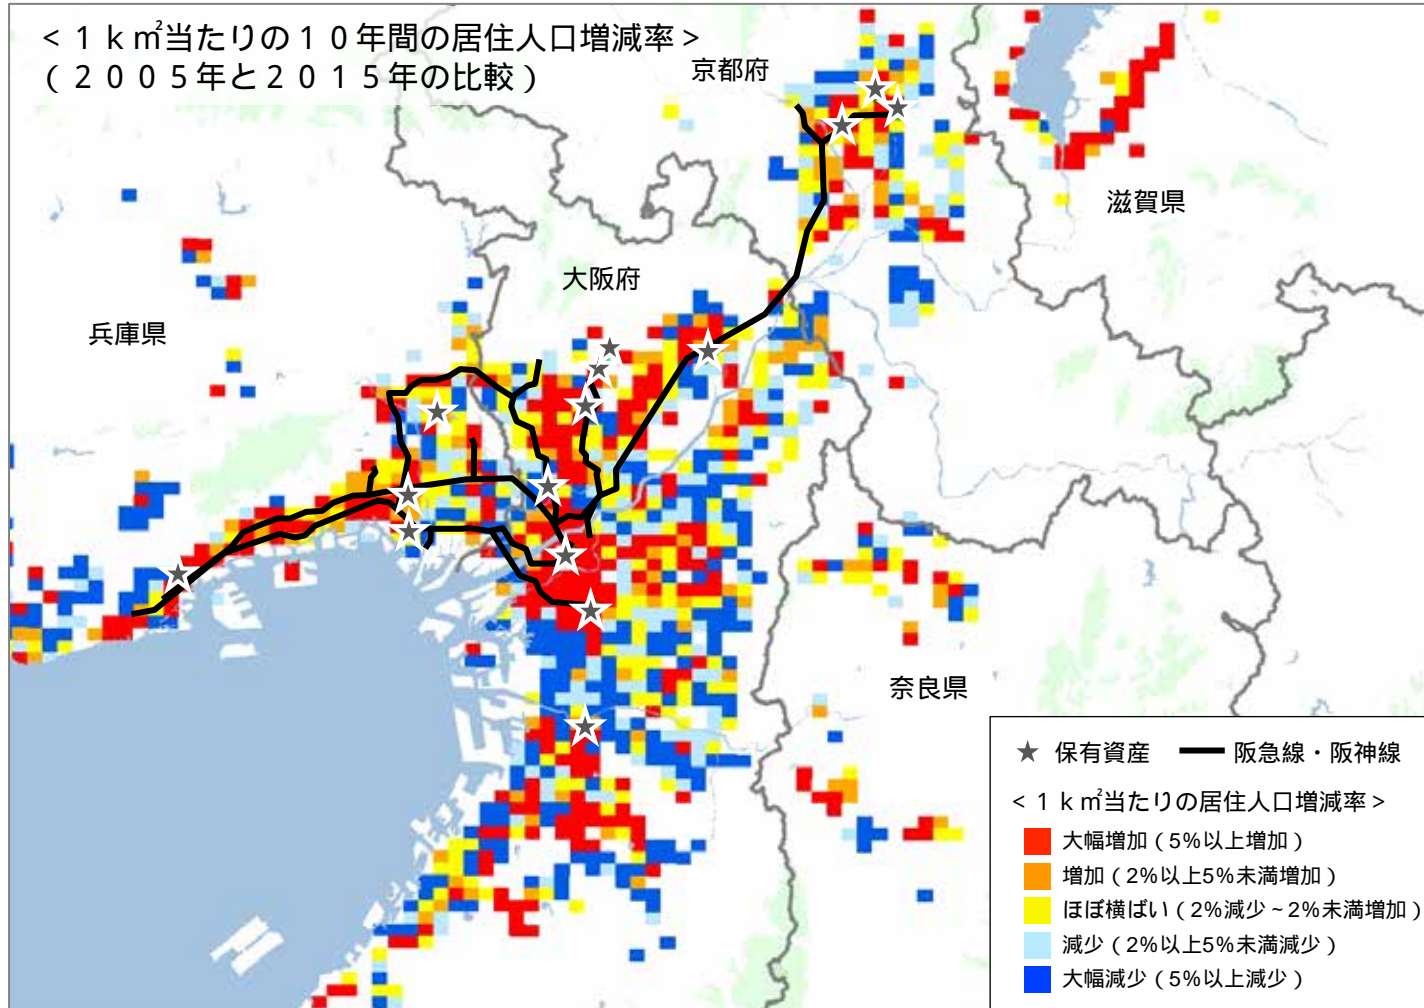 ＜１ｋ㎡当たりの１０年間の居住人口増減率＞
（２００５年と２０１５年の比較）
京都府
滋賀県
大阪府
兵庫県
奈良県
★ 保有資産 ━ 阪急線・阪神線
＜１ｋ㎡当たりの居住人口増減率＞
大幅増加（5％以上増加）
増加（2％以上5％未満増加）
ほぼ横ばい（2％減少～2％未満増加）
減少（2％以上5％未満減少）
大幅減少（5％以上減少）